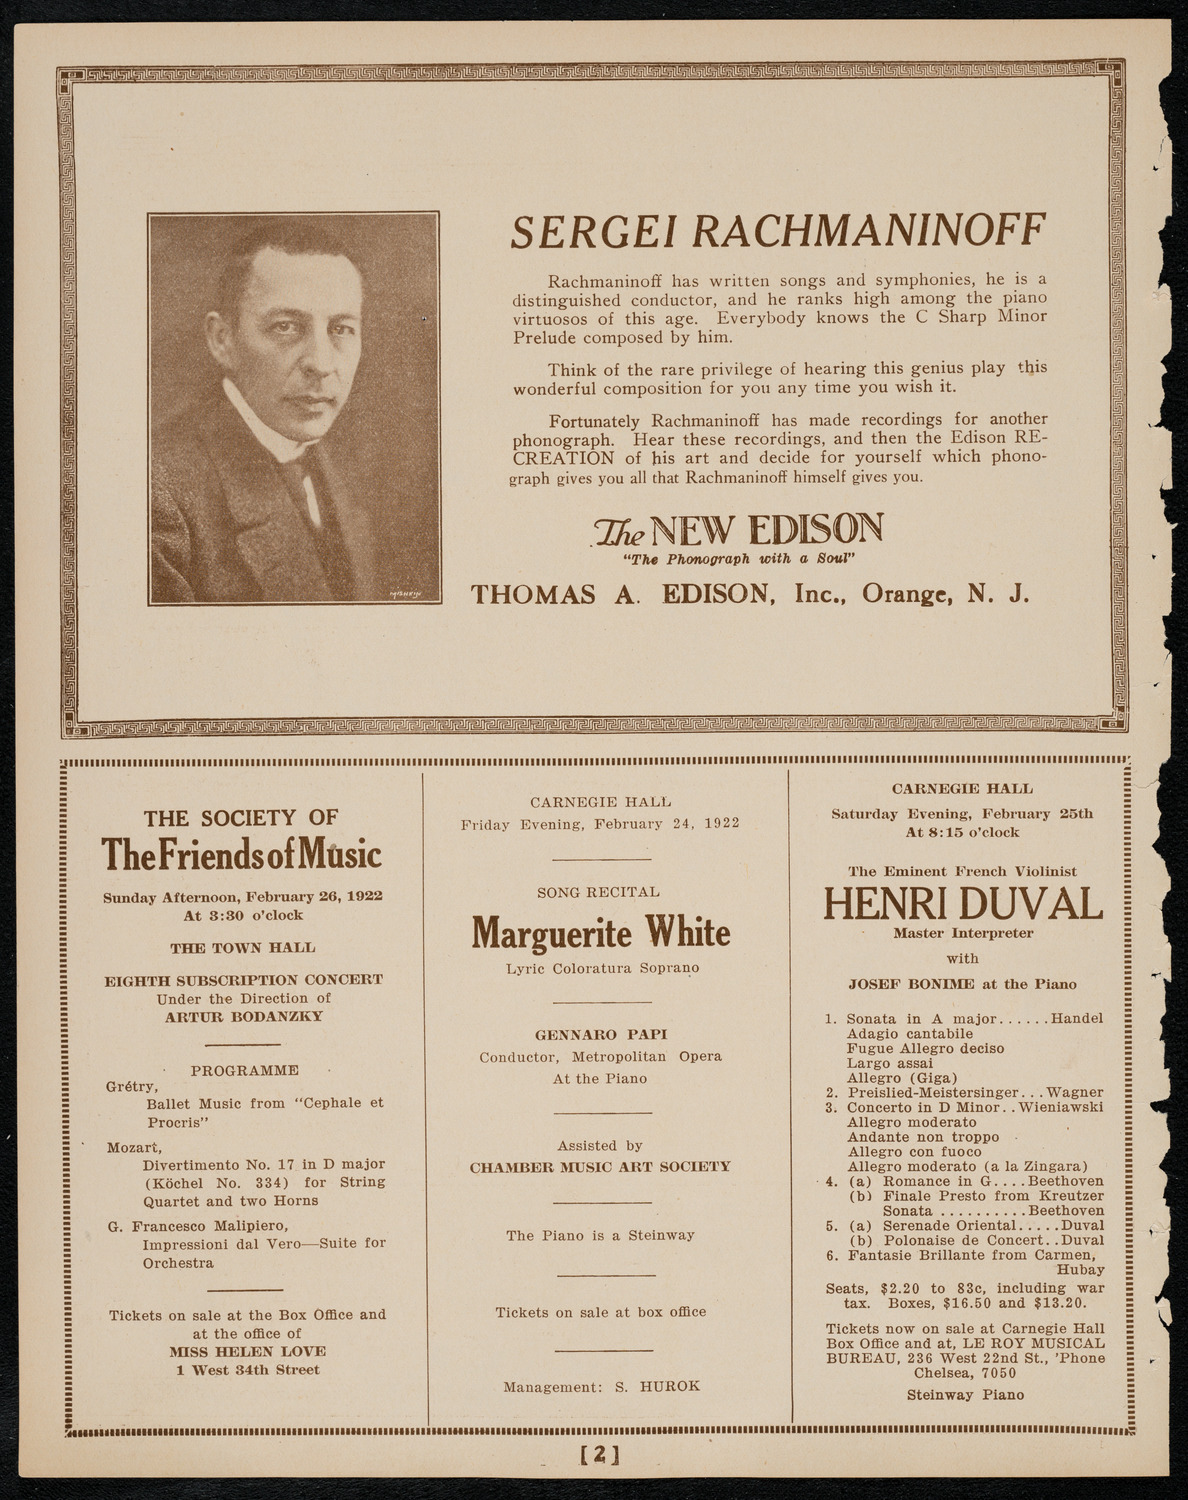 SERGEI RACHMANINOFF
Rachmaninoff has written songs and symphonies, he is a
distinguished conductor, and he ranks high among the piano
virtuosos of this age. Everybody knows the C Sharp Minor
Prelude composed by him.
Think of the rare privilege of hearing this genius play this
wonderful composition for you any time you wish it.
Fortunately Rachmaninoff has made recordings for another
phonograph. Hear these recordings, and then the Edison RE-
CREATION of his art and decide for yourself which phono-
graph gives you all that Rachmaninoff himself gives you.
The NEW EDISON
"The Phonograph with a Soul"
THOMAS A. EDISON, Inc., Orange, N. J.
MISHKIN
THE SOCIETY OF
The Friends of Music
Sunday Afternoon, February 26, 1922
At 3:30 o'clock
THE TOWN HALL
EIGHTH SUBSCRIPTION CONCERT
Under the Direction of
ARTUR BODANZKY
PROGRAMME
Grétry,
Ballet Music from "Cephale et
Procris"
Mozart,
Divertimento No. 17 in D major
(Köchel No. 334) for String
Quartet and two Horns
G. Francesco Malipiero,
Impressioni dal Vero—Suite for
Orchestra
Tickets on sale at the Box Office and
at the office of
MISS HELEN LOVE
1 West 34th Street
CARNEGIE HALL
Friday Evening, February 24, 1922
SONG RECITAL
Marguerite White
Lyric Coloratura Soprano
GENNARO PAPI
Conductor, Metropolitan Opera
At the Piano
Assisted by
CHAMBER MUSIC ART SOCIETY
The Piano is a Steinway
Tickets on sale at box office
Management: S. HUROK
CARNEGIE HALL
Saturday Evening, February 25th
At 8:15 o'clock
The Eminent French Violinist
HENRI DUVAL
Master Interpreter
with
JOSEF BONIME at the Piano
1. Sonata in A major......Handel
Adagio cantabile
Fugue Allegro deciso
Largo assai
Allegro (Giga)
2. Preislied-Meistersinger...Wagner
3. Concerto in D Minor..Wieniawski
Allegro moderato
Andante non troppo
Allegro con fuoco
Allegro moderato (a la Zingara)
4. (a) Romance in G....Beethoven
(b) Finale Presto from Kreutzer
Sonata ..........Beethoven
5. (a) Serenade Oriental.....Duval
(b) Polonaise de Concert..Duval
6. Fantasie Brillante from Carmen,
Hubay
Seats, $2.20 to 83c, including war
tax. Boxes, $16.50 and $13.20.
Tickets now on sale at Carnegie Hall
Box Office and at, LE ROY MUSICAL
BUREAU, 236 West 22nd St., 'Phone
Chelsea, 7050
Steinway Piano
[2]